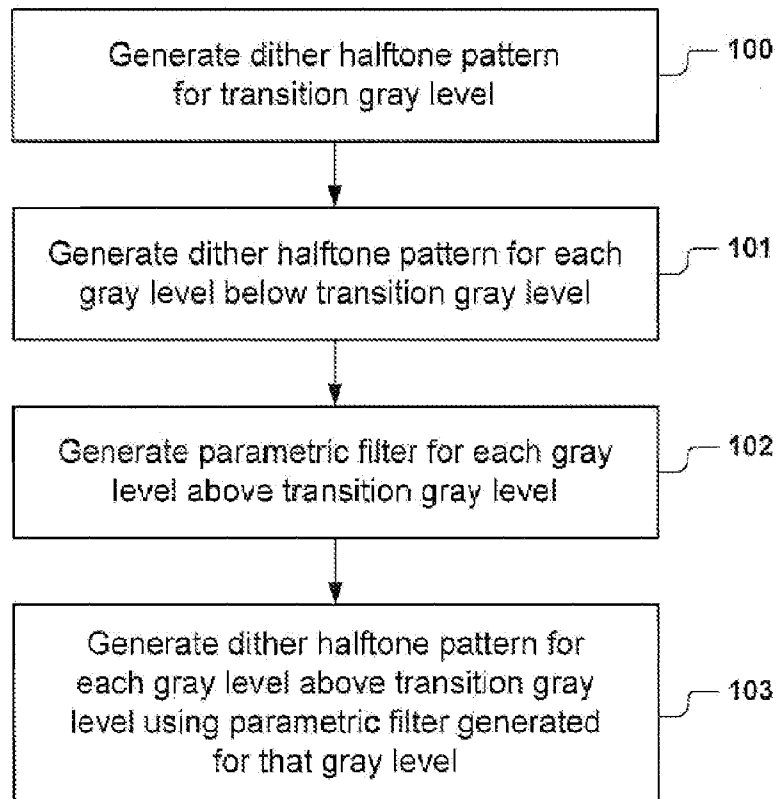 Generate dither halftone pattern
for transition gray level
100
Generate dither halftone pattern for each
gray level below transition gray level
101
Generate parametric filter for each gray
level above transition gray level
102
Generate dither halftone pattern for
each gray level above transition gray
level using parametric filter generated
for that gray level
103